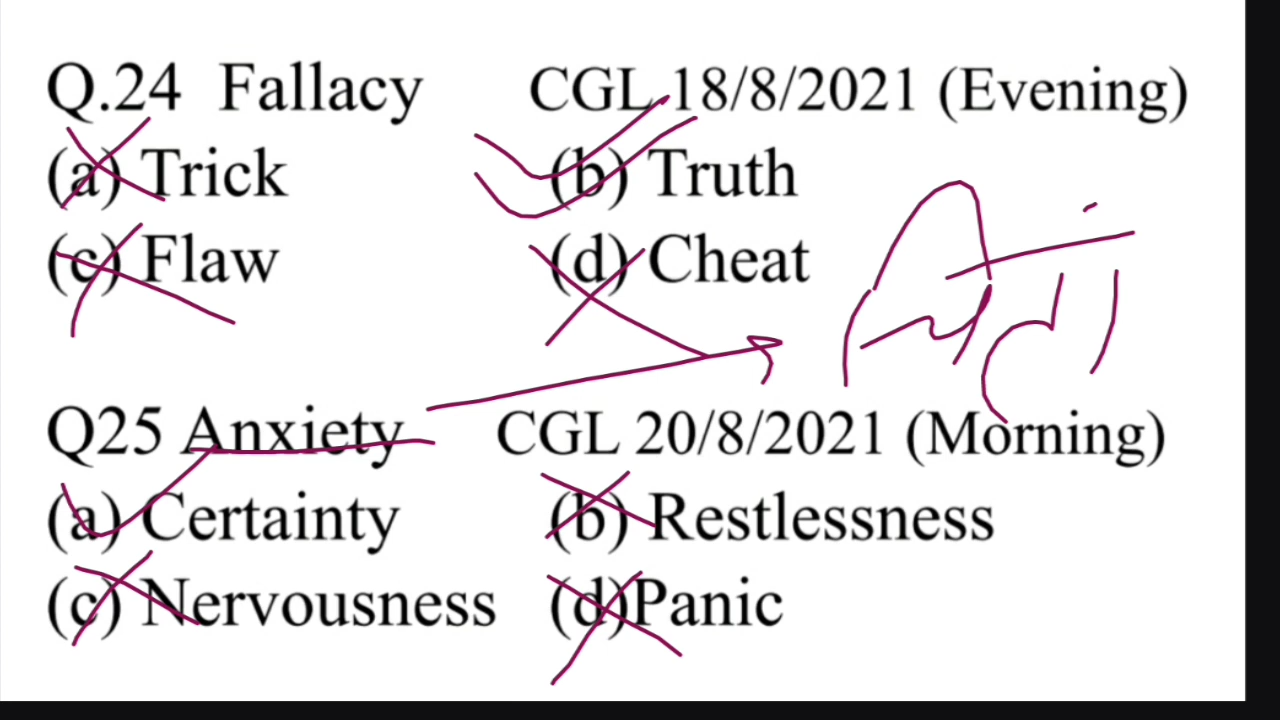 Q.24 Fallacy CGL 18/8/2021 (Evening)
(a) Trick (b) Truth
(c) Flaw (d) Cheat
Q25 Anxiety CGL 20/8/2021 (Morning)
(a) Certainty (b) Restlessness
(c) Nervousness (d)Panic